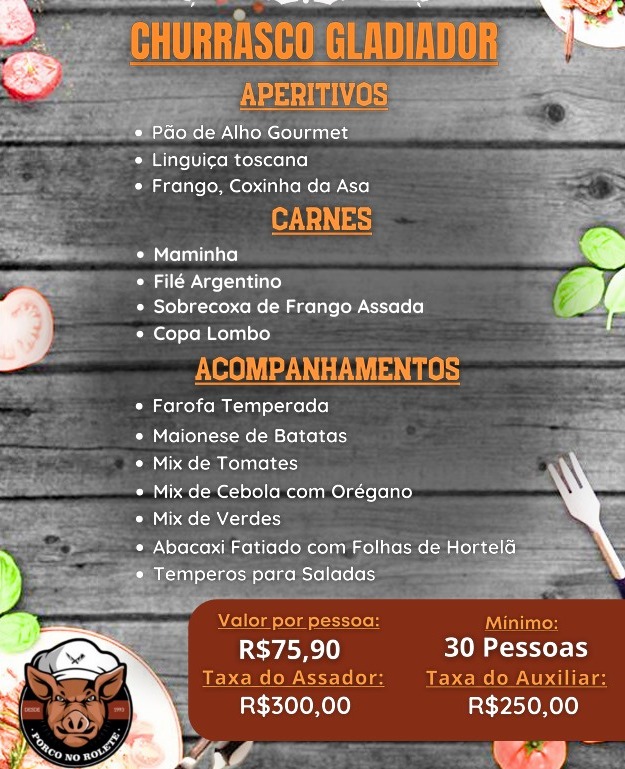 CHURRASCO GLADIADOR
APERITIVOS
• Pão de Alho Gourmet
• Linguiça toscana
• Frango, Coxinha da Asa
CARNES
• Maminha
• Filé Argentino
• Sobrecoxa de Frango Assada
• Copa Lombo
ACOMPANHAMENTOS
• Farofa Temperada
• Maionese de Batatas
• Mix de Tomates
• Mix de Cebola com Orégano
• Mix de Verdes
• Abacaxi Fatiado com Folhas de Hortelã
• Temperos para Saladas
Valor por pessoa:
R$75,90
Taxa do Assador:
R$300,00
Mínimo:
30 Pessoas
Taxa do Auxiliar:
R$250,00
DESDE 1993
• PORCO NO ROLETE •